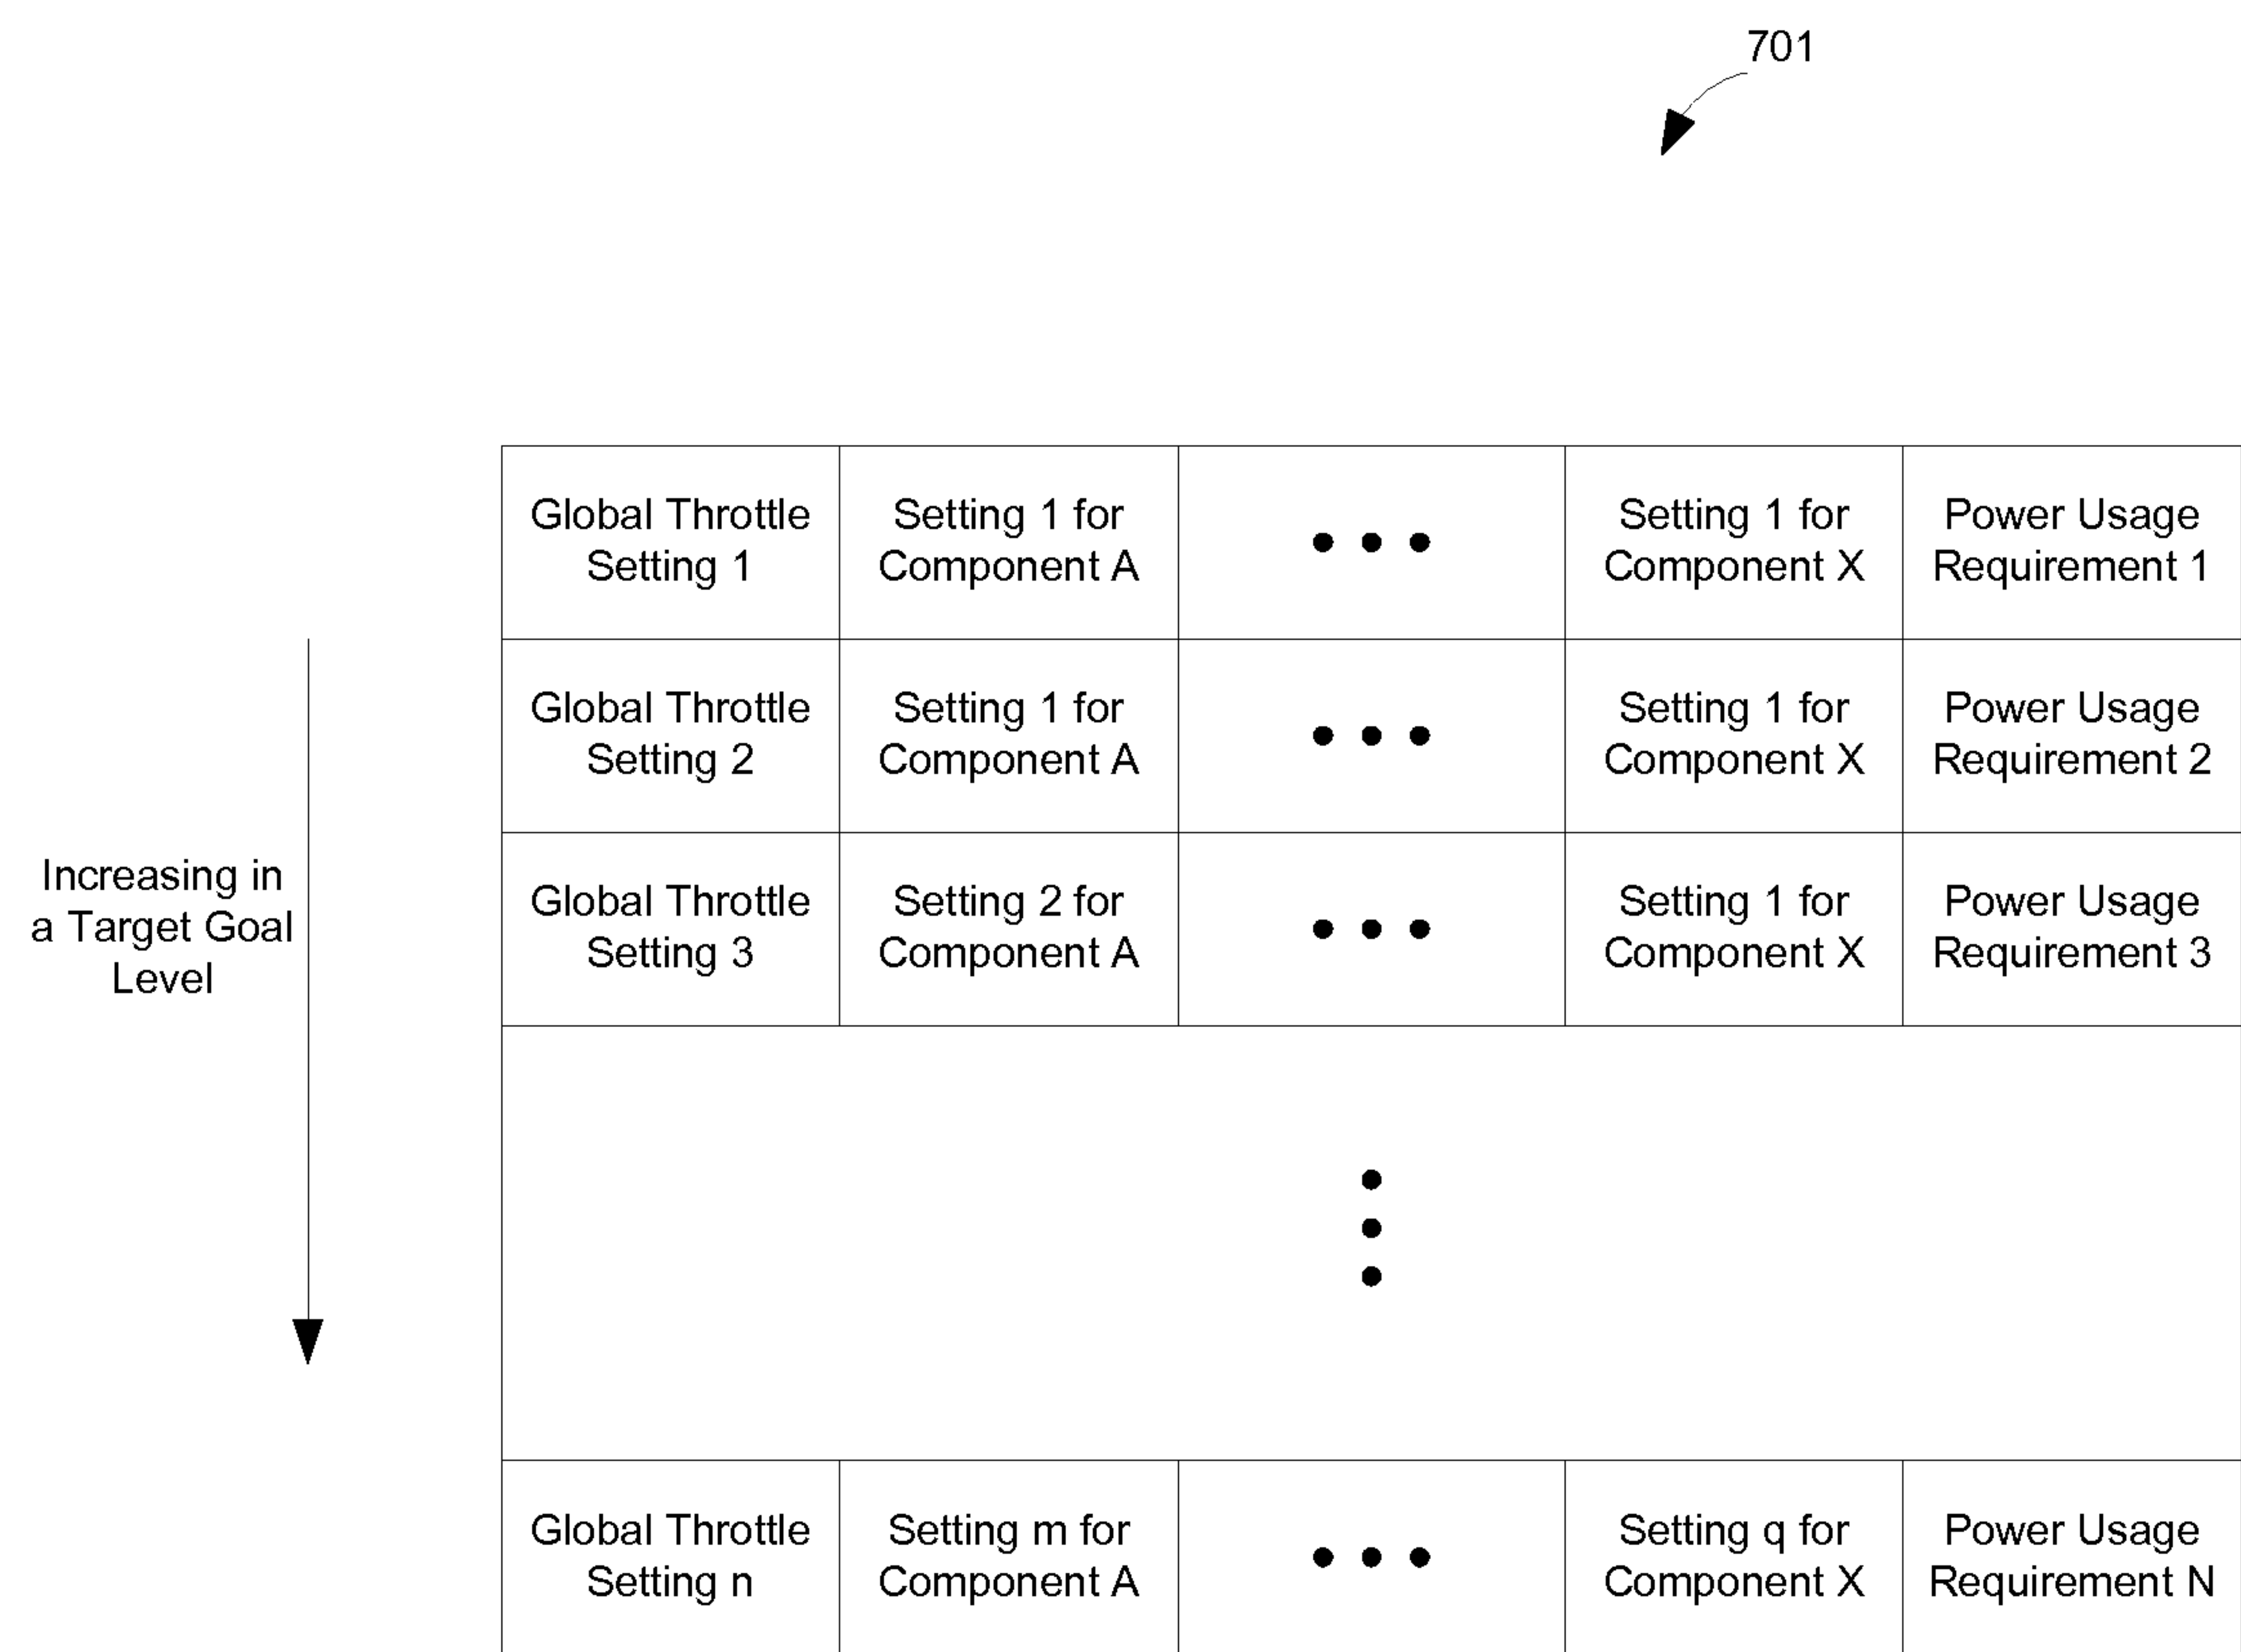 701
Global Throttle
Setting 1
Setting 1 for
Component A
Setting 1 for
Component X
Power Usage
Requirement 1
Global Throttle
Setting 2
Setting 1 for
Component A
Setting 1 for
Component X
Power Usage
Requirement 2
Increasing in
a Target Goal
Level
Global Throttle
Setting 3
Setting 2 for
Component A
Setting 1 for
Component X
Power Usage
Requirement 3
Global Throttle
Setting n
Setting m for
Component A
Setting q for
Component X
Power Usage
Requirement N